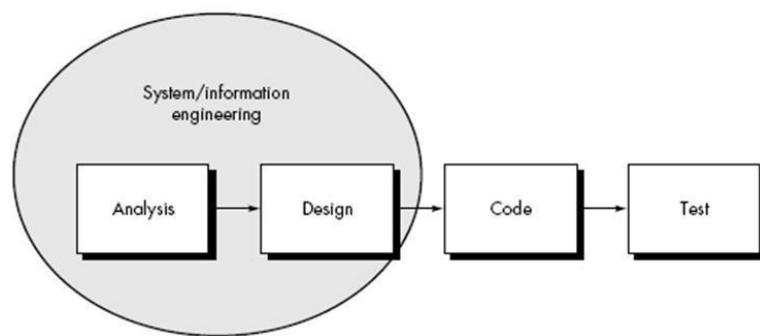 System/information
engineering
Analysis
Design
Code
Test